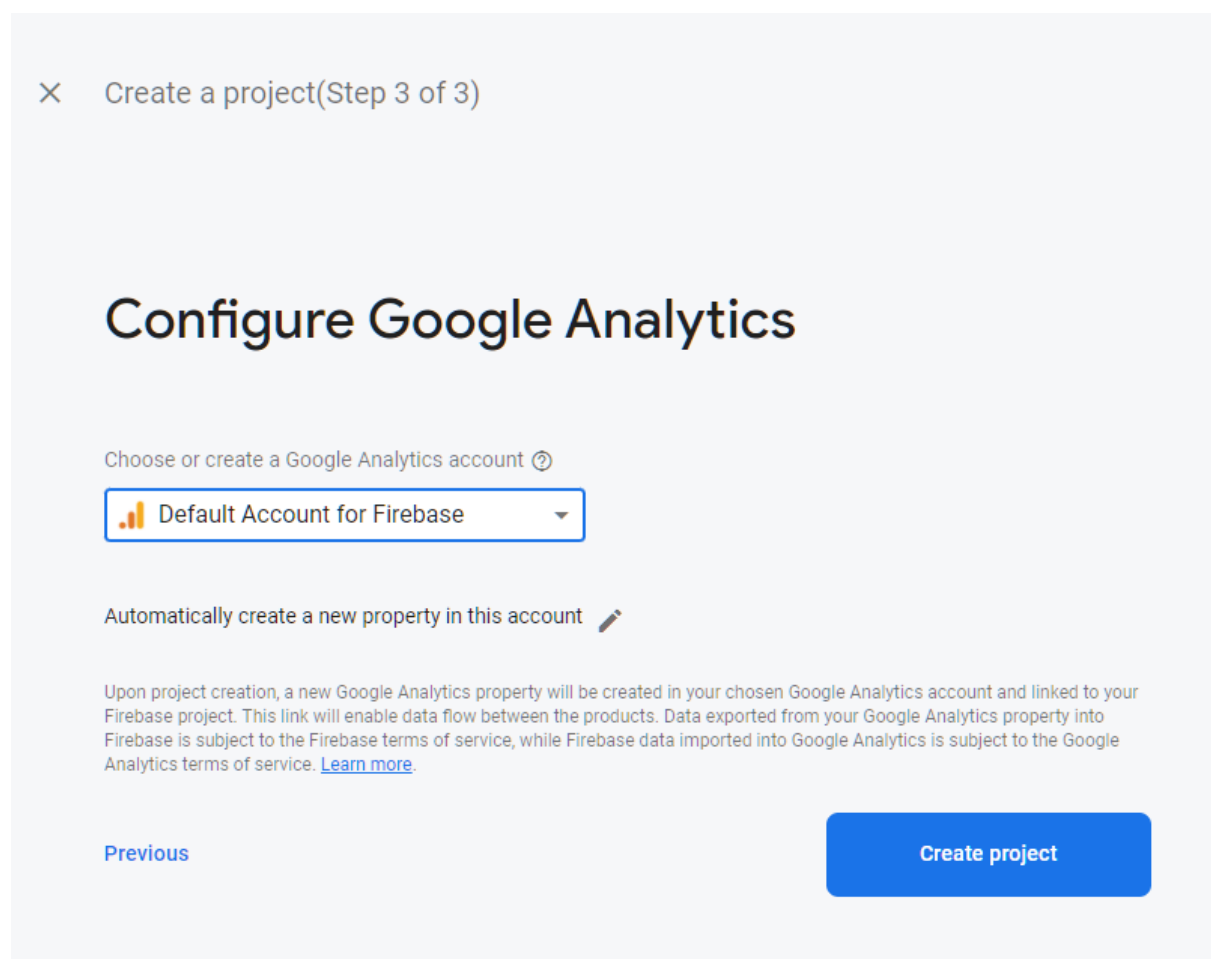 Create a project(Step 3 of 3)
Configure Google Analytics
Choose or create a Google Analytics account
Default Account for Firebase
Automatically create a new property in this account
Upon project creation, a new Google Analytics property will be created in your chosen Google Analytics account and linked to your
Firebase project. This link will enable data flow between the products. Data exported from your Google Analytics property into
Firebase is subject to the Firebase terms of service, while Firebase data imported into Google Analytics is subject to the Google
Analytics terms of service. Learn more.
Previous
Create project